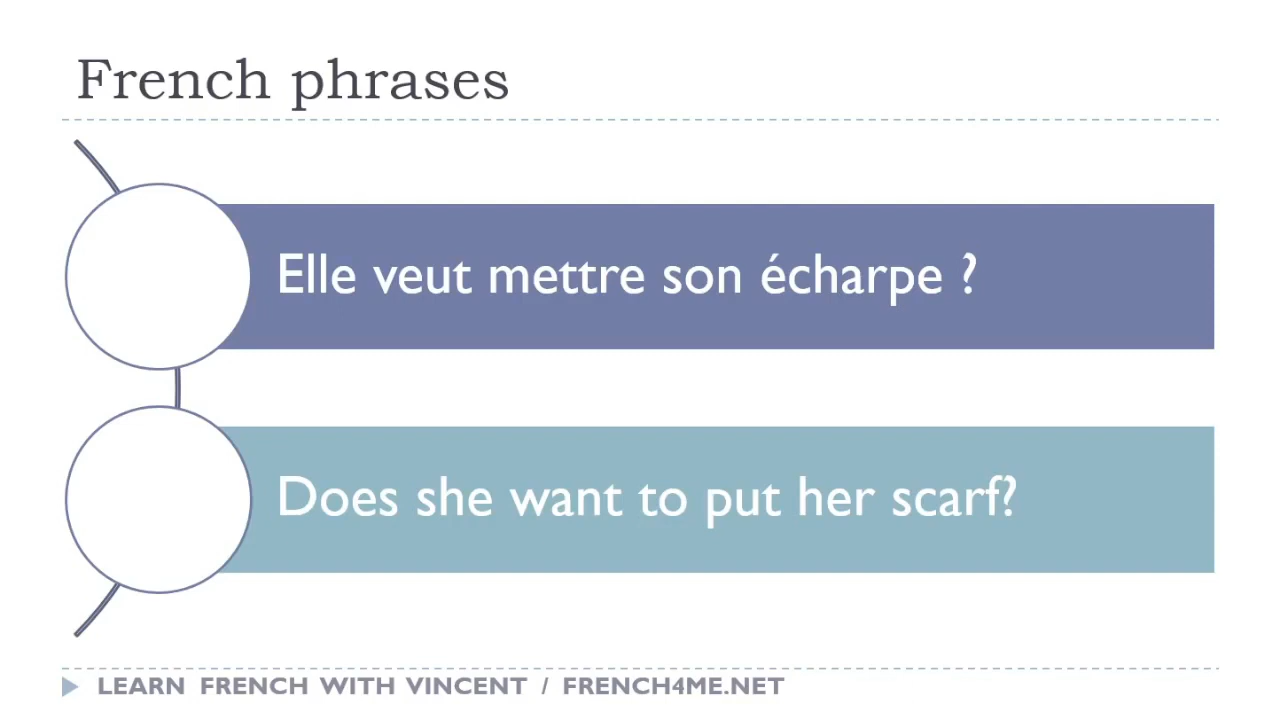 French phrases
Elle veut mettre son écharpe ?
Does she want to put her scarf?
LEARN FRENCH WITH VINCENT / FRENCH4ME.NET